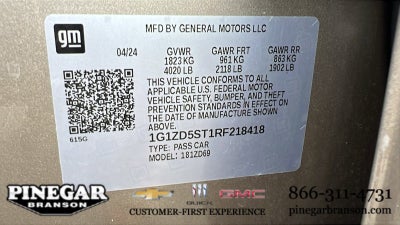 gm
MFD BY GENERAL MOTORS LLC
04/24 GVWR GAWR FRT GAWR RR
1823 KG 961 KG 863 KG
4020 LB 2118 LB 1902 LB
THIS VEHICLE CONFORMS TO ALL
APPLICABLE U.S. FEDERAL MOTOR
VEHICLE SAFETY, BUMPER, AND THEFT
PREVENTION STANDARDS IN EFFECT ON
THE DATE OF MANUFACTURE SHOWN ABOVE.
615G
1G1ZD5ST1RF218418
TYPE: PASS CAR
MODEL: 1812D69
PINEGAR
BRANSON
BUICK
GMC
CUSTOMER-FIRST EXPERIENCE
866-311-4731
pinegarbranson.com